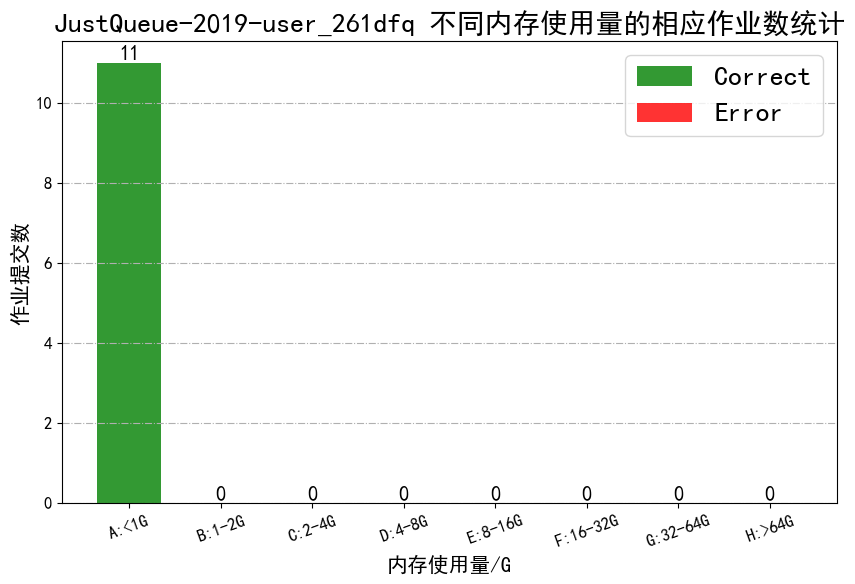 JustQueue-2019-user_261dfq 不同内存使用量的相应作业数统计
11
Correct
Error
10
8
6
4
2
0
作业提交数
0 0 0 0 0 0 0
A:<1G B:1-2G C:2-4G D:4-8G E:8-16G F:16-32G G:32-64G H:>64G
内存使用量/G